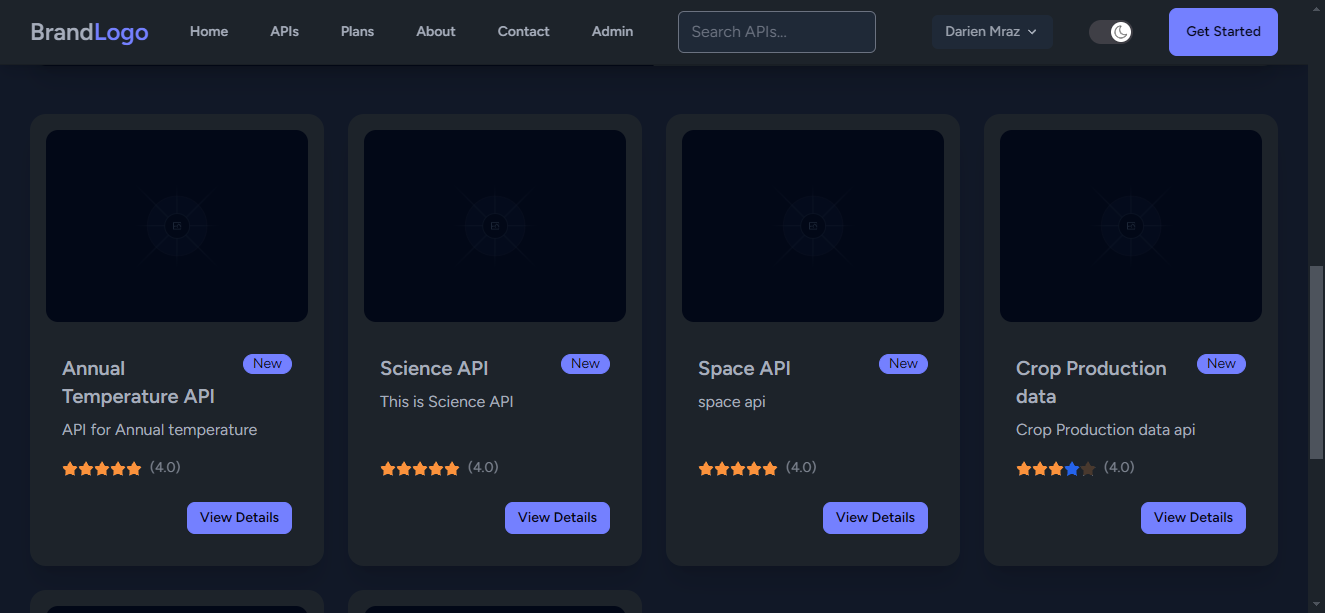 BrandLogo Home APIs Plans About Contact Admin Search APIs... Darien Mraz Get Started
Annual Temperature API New
API for Annual temperature
(4.0)
View Details
Science API New
This is Science API
(4.0)
View Details
Space API New
space api
(4.0)
View Details
Crop Production data New
Crop Production data api
(4.0)
View Details